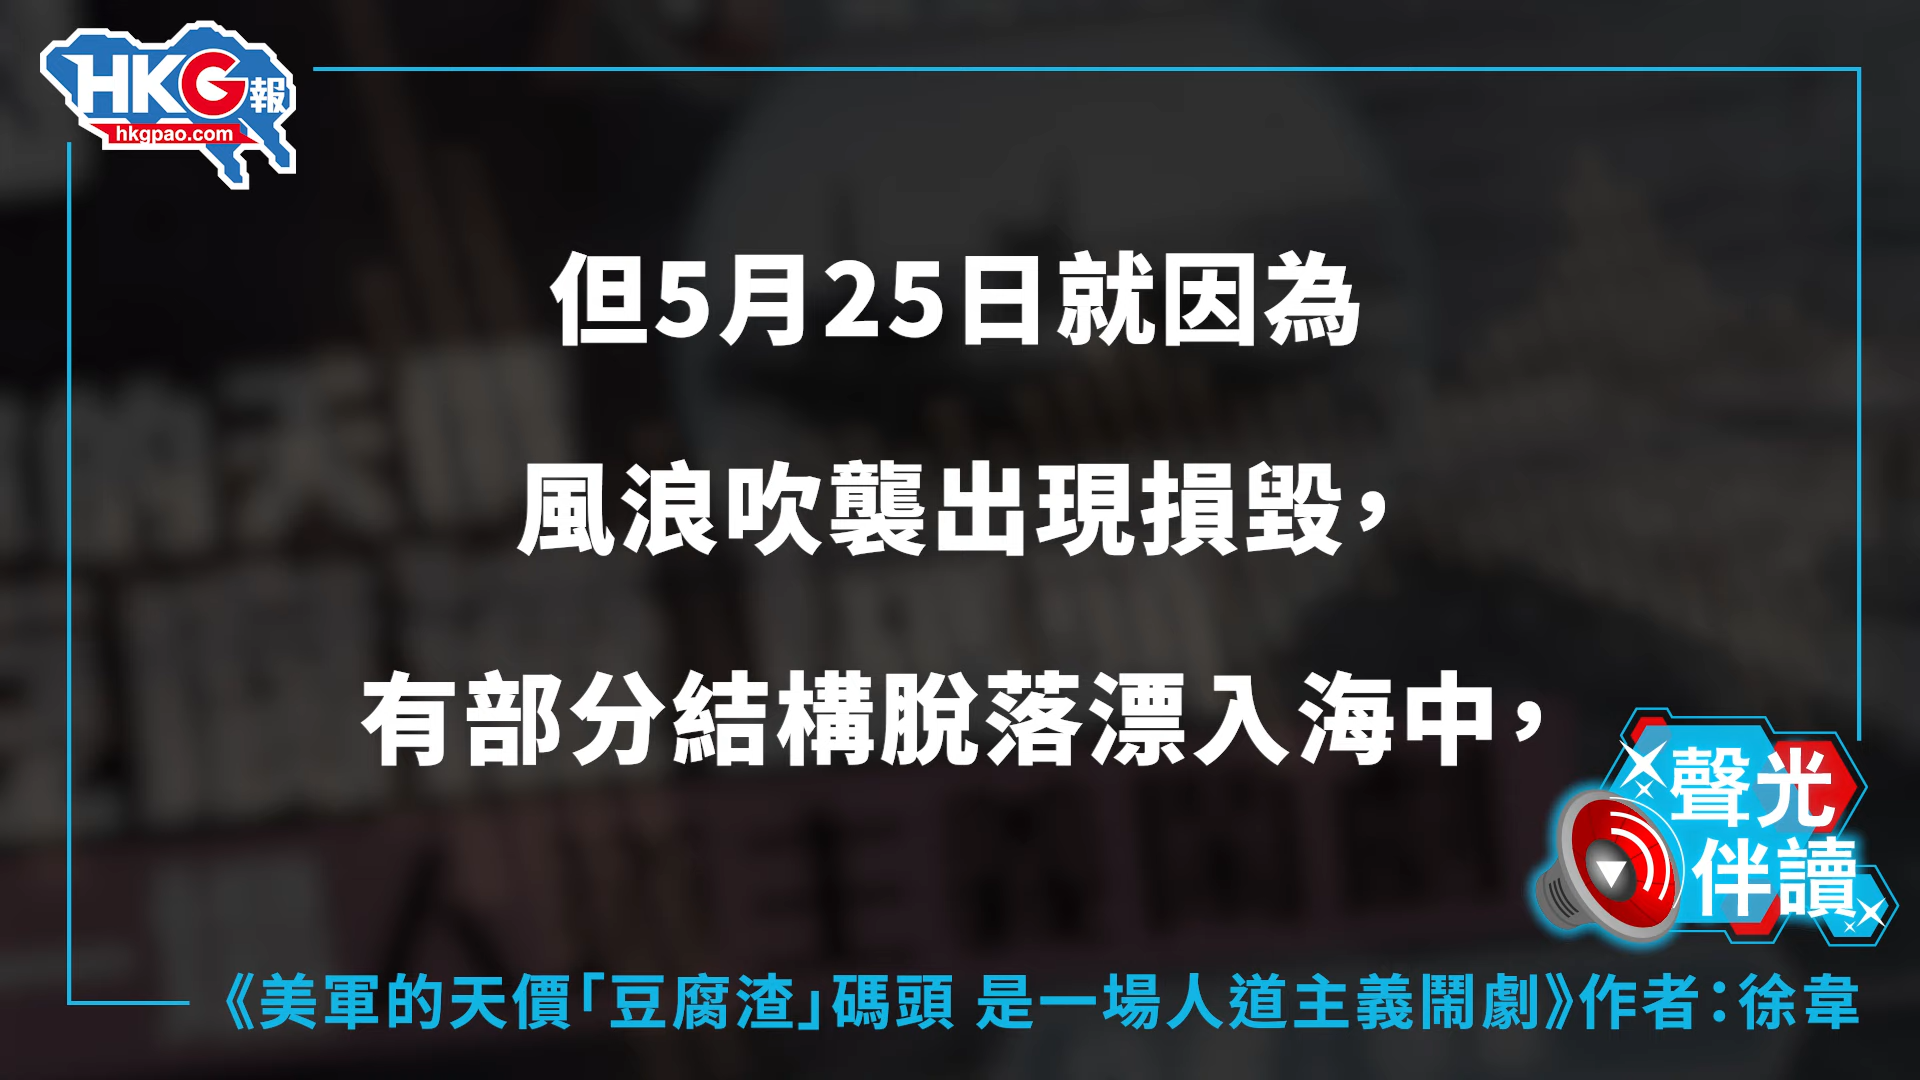 HKG報
hkgpao.com
但5月25日就因為
風浪吹襲出現損毀，
有部分結構脫落漂入海中，
聲光
伴讀
《美軍的天價「豆腐渣」碼頭 是一場人道主義鬧劇》作者：徐韋